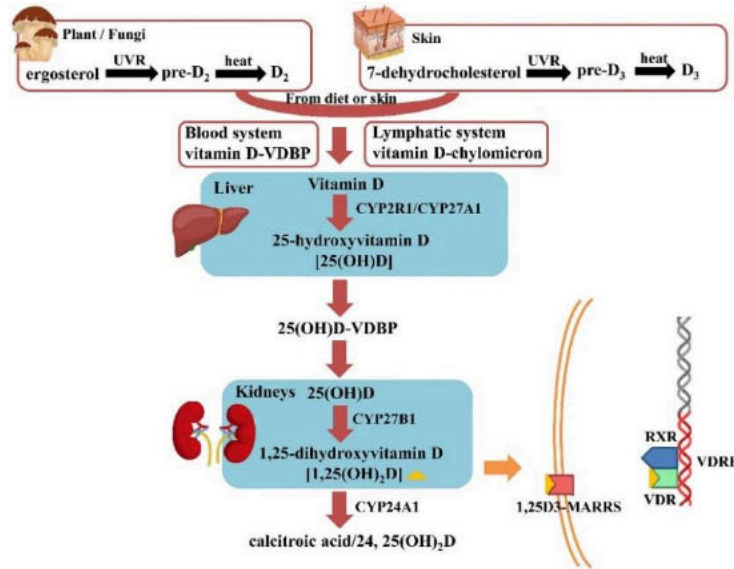 Plant / Fungi
ergosterol UVR pre-D₂ heat D₂
Skin
7-dehydrocholesterol UVR pre-D₃ heat D₃
From diet or skin
Blood system
vitamin D-VDBP
Lymphatic system
vitamin D-chylomicron
Liver
Vitamin D
CYP2R1/CYP27A1
25-hydroxyvitamin D
[25(OH)D]
25(OH)D-VDBP
Kidneys
25(OH)D
CYP27B1
1,25-dihydroxyvitamin D
[1,25(OH)₂D]
CYP24A1
calcitroic acid/24, 25(OH)₂D
1,25D3-MARRS
RXR
VDR